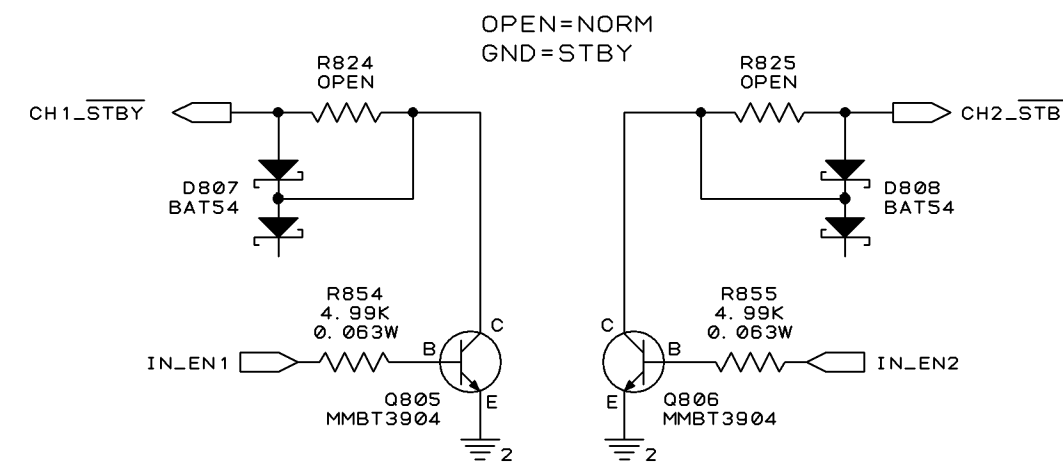 OPEN=NORM
GND=STBY
R824
OPEN
R825
OPEN
CH1_STBY
CH2_STB
D807
BAT54
D808
BAT54
R854
4.99K
0.063W
R855
4.99K
0.063W
C
C
B
B
IN_EN1
IN_EN2
E
E
Q805
MMBT3904
Q806
MMBT3904
2
2